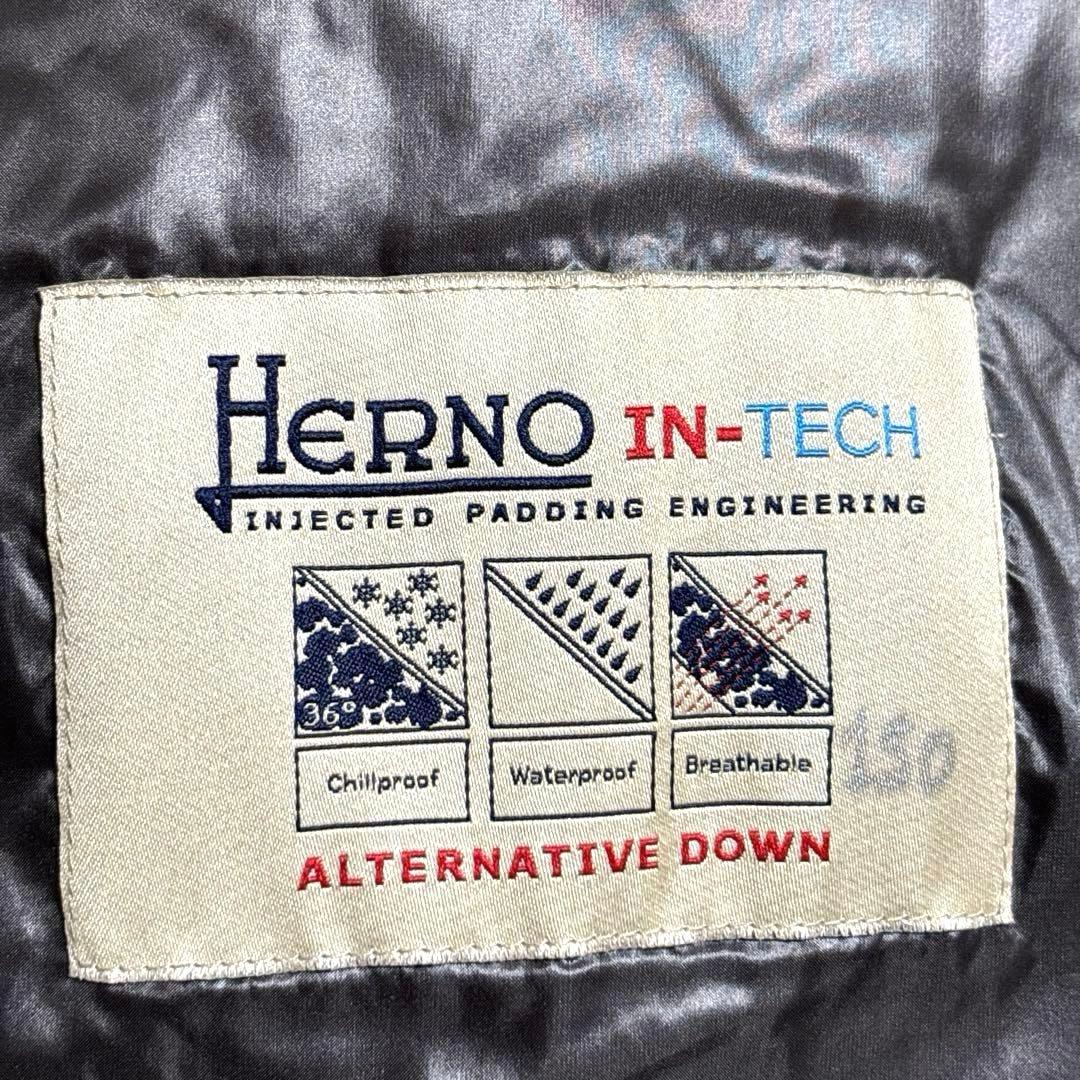 HERNO IN-TECH
INJECTED PADDING ENGINEERING
36°
Chillproof Waterproof Breathable
150
ALTERNATIVE DOWN